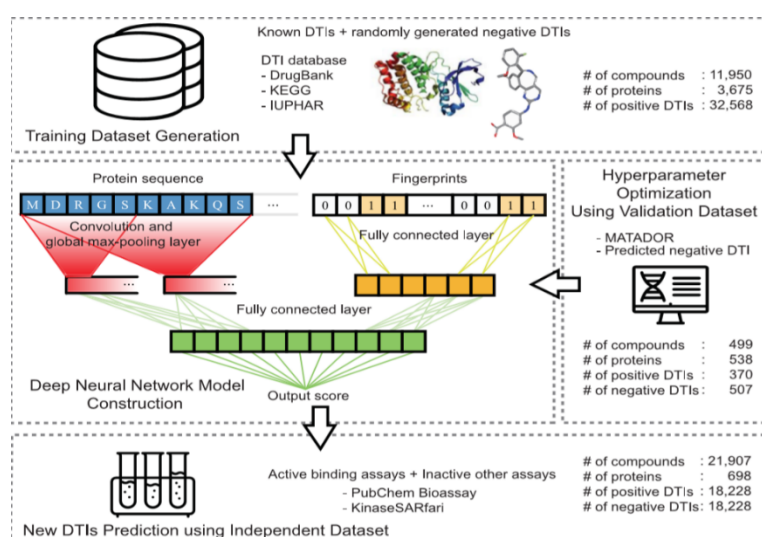 Known DTIs + randomly generated negative DTIs
DTI database
- DrugBank
- KEGG
- IUPHAR
# of compounds : 11,950
# of proteins : 3,675
# of positive DTIs : 32,568
Training Dataset Generation
Protein sequence
Fingerprints
M D R G S K A K Q S ...
0 0 1 1 ... 0 0 1 1
Convolution and
global max-pooling layer
Fully connected layer
... ...
Fully connected layer
Deep Neural Network Model
Construction
Output score
Hyperparameter
Optimization
Using Validation Dataset
- MATADOR
- Predicted negative DTI
# of compounds : 499
# of proteins : 538
# of positive DTIs : 370
# of negative DTIs : 507
Active binding assays + Inactive other assays
- PubChem Bioassay
- KinaseSARfari
# of compounds : 21,907
# of proteins : 698
# of positive DTIs : 18,228
# of negative DTIs : 18,228
New DTIs Prediction using Independent Dataset